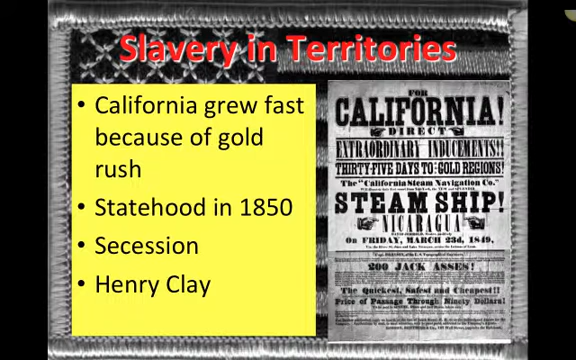 Slavery in Territories
• California grew fast
because of gold
rush
• Statehood in 1850
• Secession
• Henry Clay
FOR
CALIFORNIA!
DIRECT
EXTRAORDINARY INDUCEMENTS!!
THIRTY-FIVE DAYS TO GOLD REGIONS!
The "California Steam Navigation Co."
STEAM SHIP!
NICARAGUA
ON FRIDAY, MARCH 23d, 1849.
200 JACK ASSES!
The Quickest, Safest and Cheapest!!
Price of Passage Through Ninety Dollars!